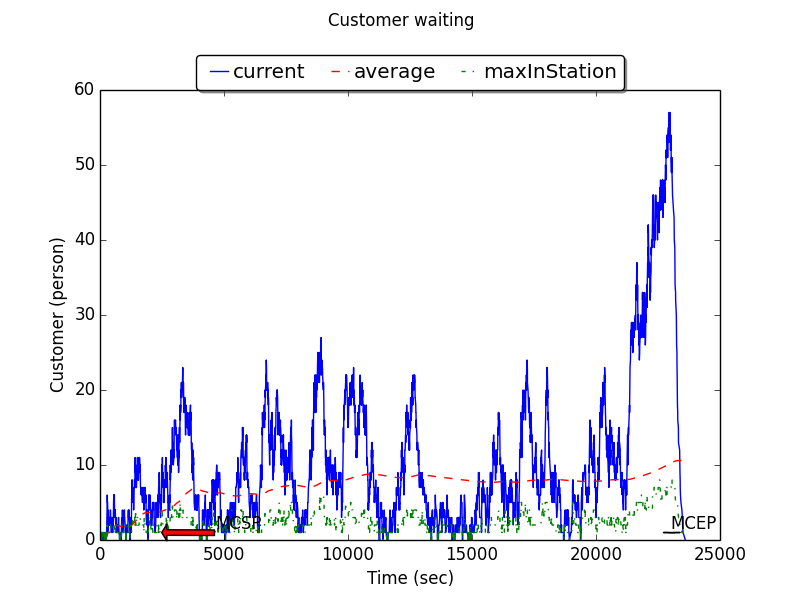 Customer waiting
current average maxInStation
60
50
40
30
20
10
0
Customer (person)
MCSP
MCEP
0 5000 10000 15000 20000 25000
Time (sec)